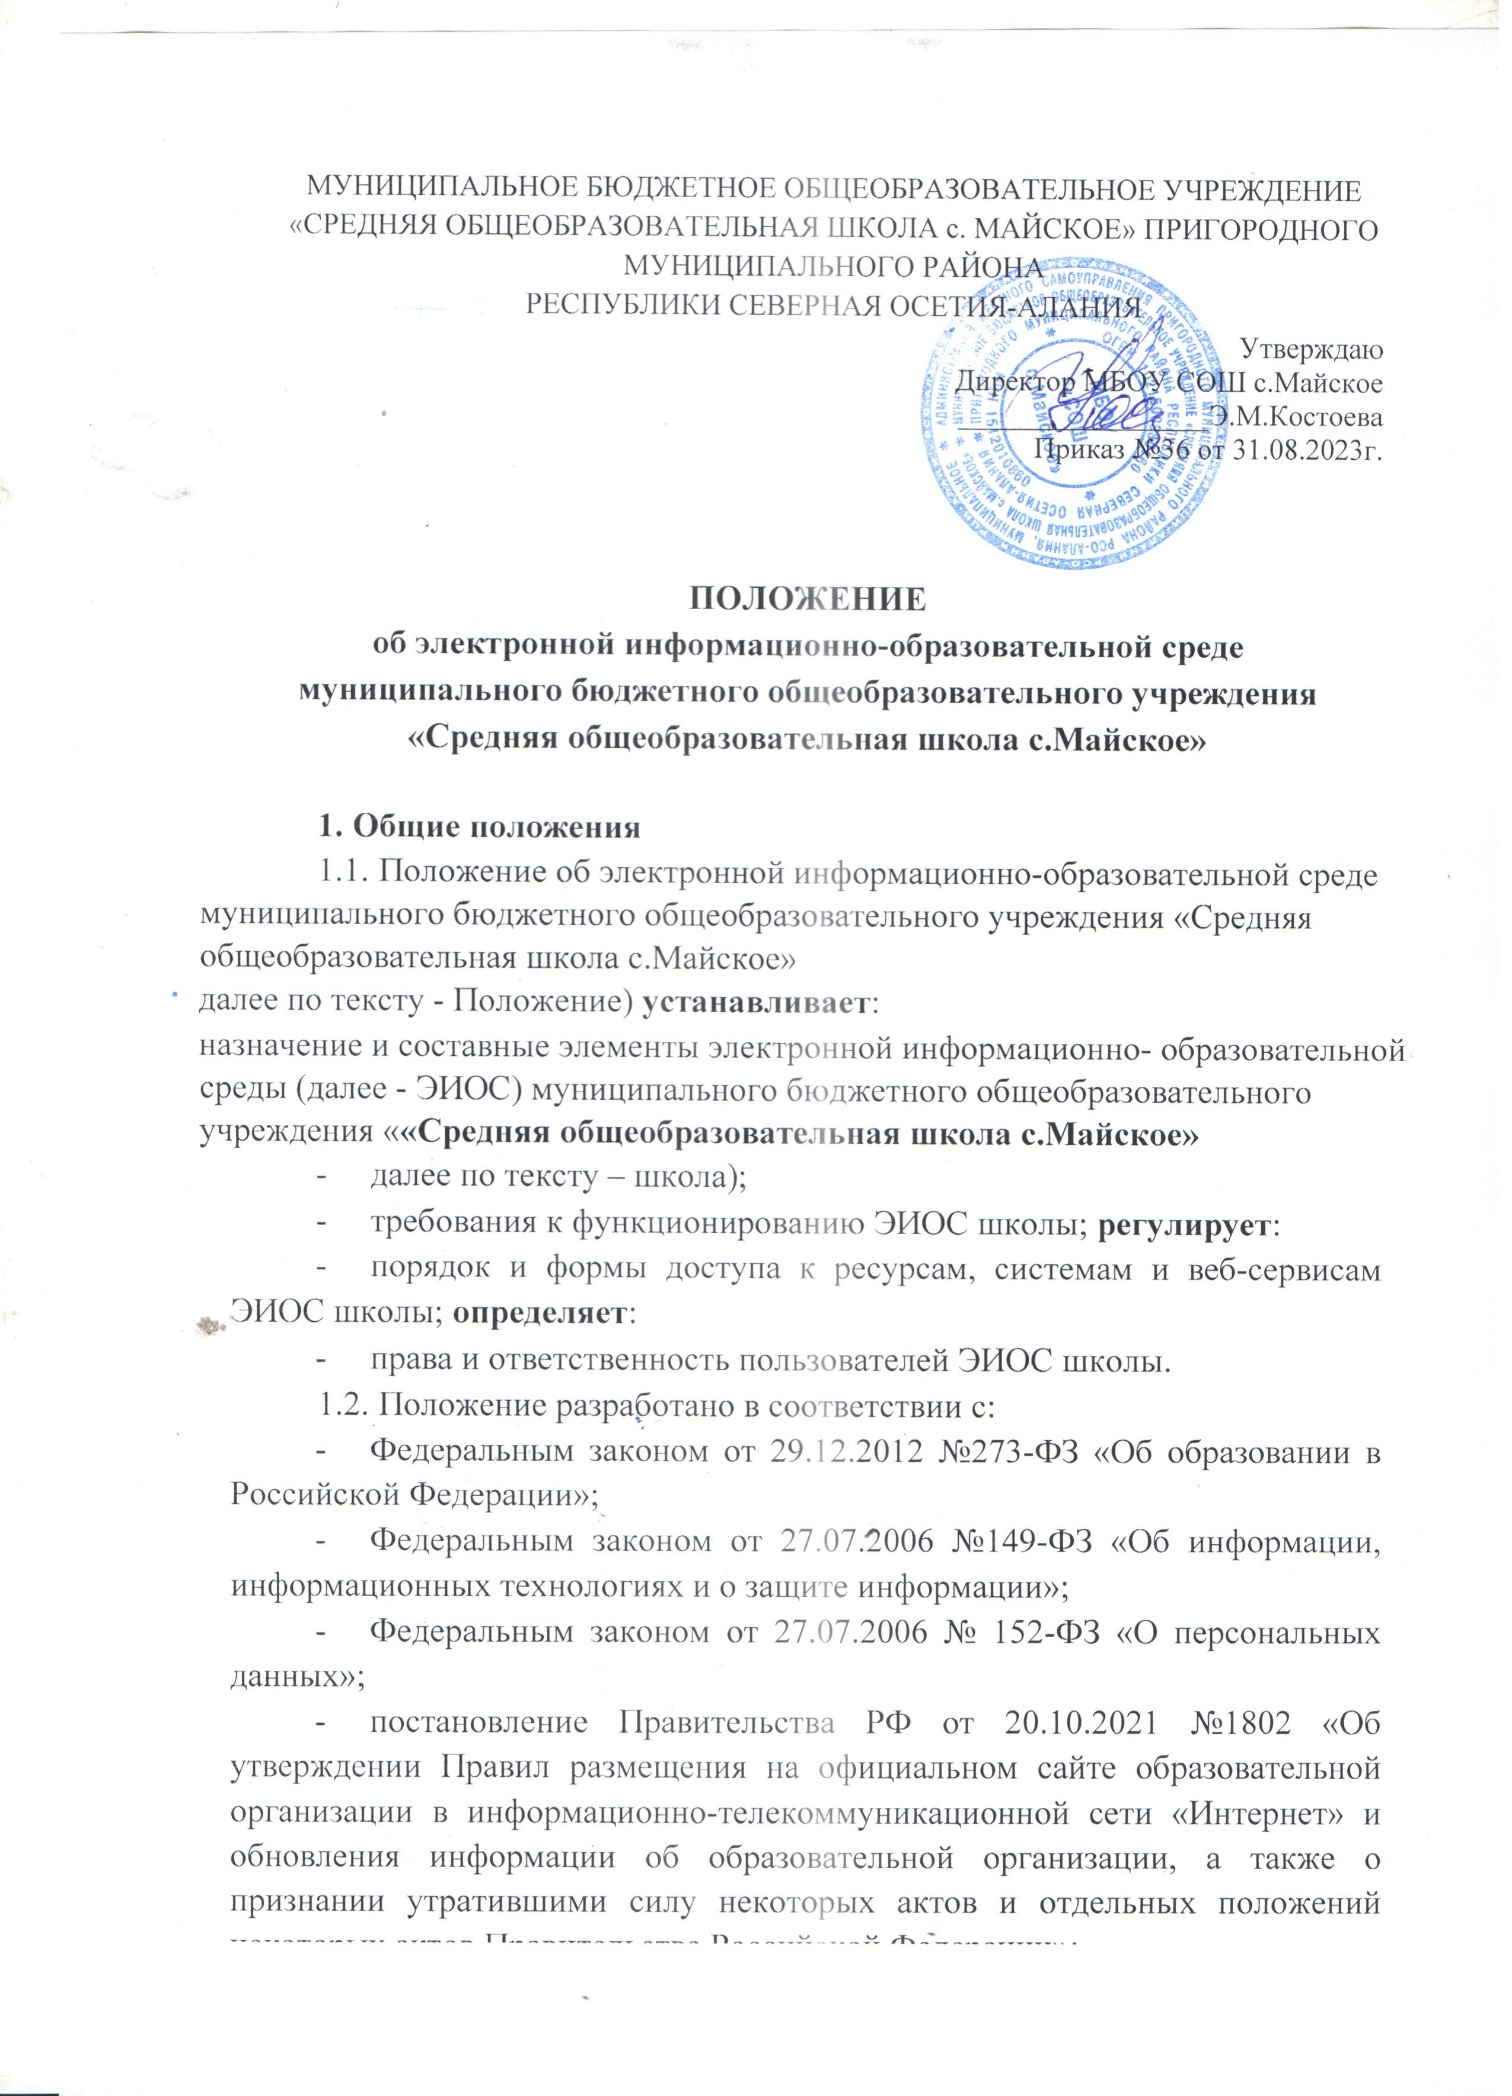 МУНИЦИПАЛЬНОЕ БЮДЖЕТНОЕ ОБЩЕОБРАЗОВАТЕЛЬНОЕ УЧРЕЖДЕНИЕ
«СРЕДНЯЯ ОБЩЕОБРАЗОВАТЕЛЬНАЯ ШКОЛА с. МАЙСКОЕ» ПРИГОРОДНОГО
МУНИЦИПАЛЬНОГО РАЙОНА
РЕСПУБЛИКИ СЕВЕРНАЯ ОСЕТИЯ-АЛАНИЯ
Утверждаю
Директор МБОУ СОШ с.Майское
Э.М.Костоева
Приказ №36 от 31.08.2023г.
ПОЛОЖЕНИЕ
об электронной информационно-образовательной среде
муниципального бюджетного общеобразовательного учреждения
«Средняя общеобразовательная школа с.Майское»
1. Общие положения
1.1. Положение об электронной информационно-образовательной среде
муниципального бюджетного общеобразовательного учреждения «Средняя
общеобразовательная школа с.Майское»
далее по тексту - Положение) устанавливает:
назначение и составные элементы электронной информационно- образовательной
среды (далее - ЭИОС) муниципального бюджетного общеобразовательного
учреждения ««Средняя общеобразовательная школа с.Майское»
- далее по тексту – школа);
- требования к функционированию ЭИОС школы; регулирует:
- порядок и формы доступа к ресурсам, системам и веб-сервисам
ЭИОС школы; определяет:
- права и ответственность пользователей ЭИОС школы.
1.2. Положение разработано в соответствии с:
- Федеральным законом от 29.12.2012 №273-ФЗ «Об образовании в
Российской Федерации»;
- Федеральным законом от 27.07.2006 №149-ФЗ «Об информации,
информационных технологиях и о защите информации»;
- Федеральным законом от 27.07.2006 № 152-ФЗ «О персональных
данных»;
- постановление Правительства РФ от 20.10.2021 №1802 «Об
утверждении Правил размещения на официальном сайте образовательной
организации в информационно-телекоммуникационной сети «Интернет» и
обновления информации об образовательной организации, а также о
признании утратившими силу некоторых актов и отдельных положений
некоторых актов Правительства Российской Федерации»;